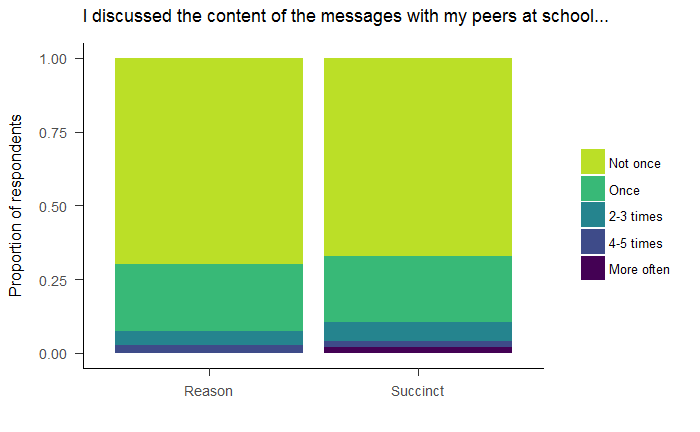 I discussed the content of the messages with my peers at school...
Proportion of respondents
1.00
0.75
0.50
0.25
0.00
Reason
Succinct
Not once
Once
2-3 times
4-5 times
More often